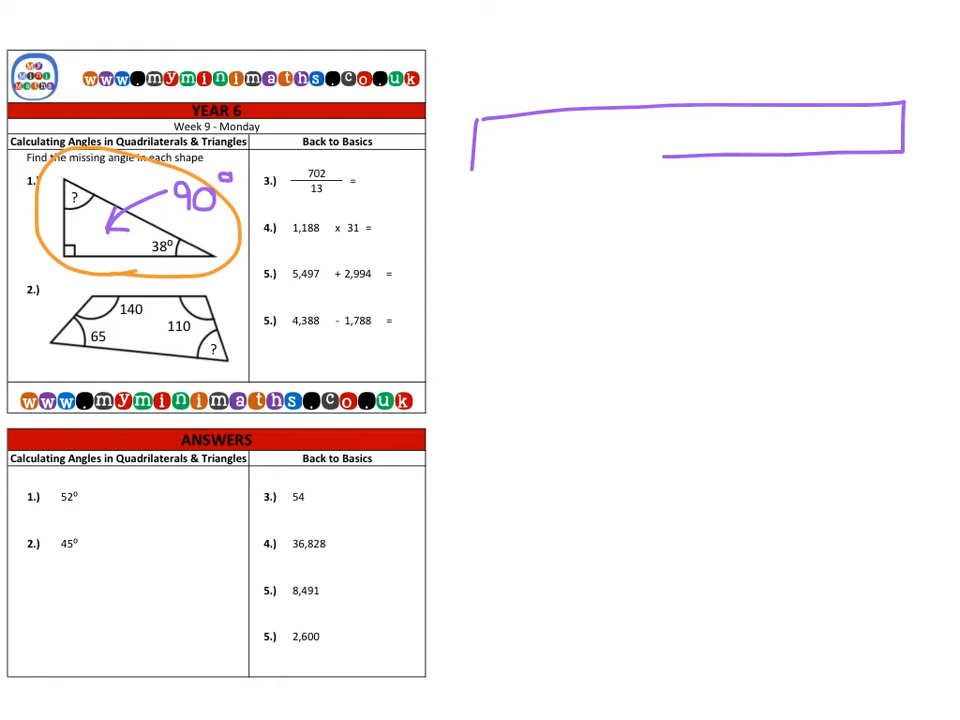 My
Mini
Maths
www.myminimaths.co.uk
YEAR 6
Week 9 - Monday
Calculating Angles in Quadrilaterals & Triangles
Back to Basics
Find the missing angle in each shape
1.)
?
38º
90°
2.)
140
110
65
?
3.) 702
13 =
4.) 1,188 x 31 =
5.) 5,497 + 2,994 =
5.) 4,388 - 1,788 =
www.myminimaths.co.uk
ANSWERS
Calculating Angles in Quadrilaterals & Triangles
Back to Basics
1.) 52º
2.) 45º
3.) 54
4.) 36,828
5.) 8,491
5.) 2,600